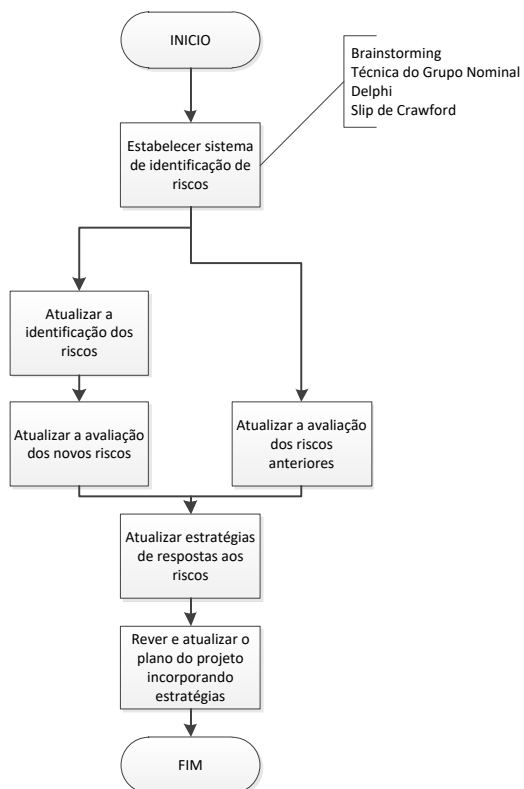 INICIO
Brainstorming
Técnica do Grupo Nominal
Delphi
Slip de Crawford
Estabelecer sistema
de identificação de
riscos
Atualizar a
identificação dos
riscos
Atualizar a avaliação
dos novos riscos
Atualizar a avaliação
dos riscos
anteriores
Atualizar estratégias
de respostas aos
riscos
Rever e atualizar o
plano do projeto
incorporando
estratégias
FIM